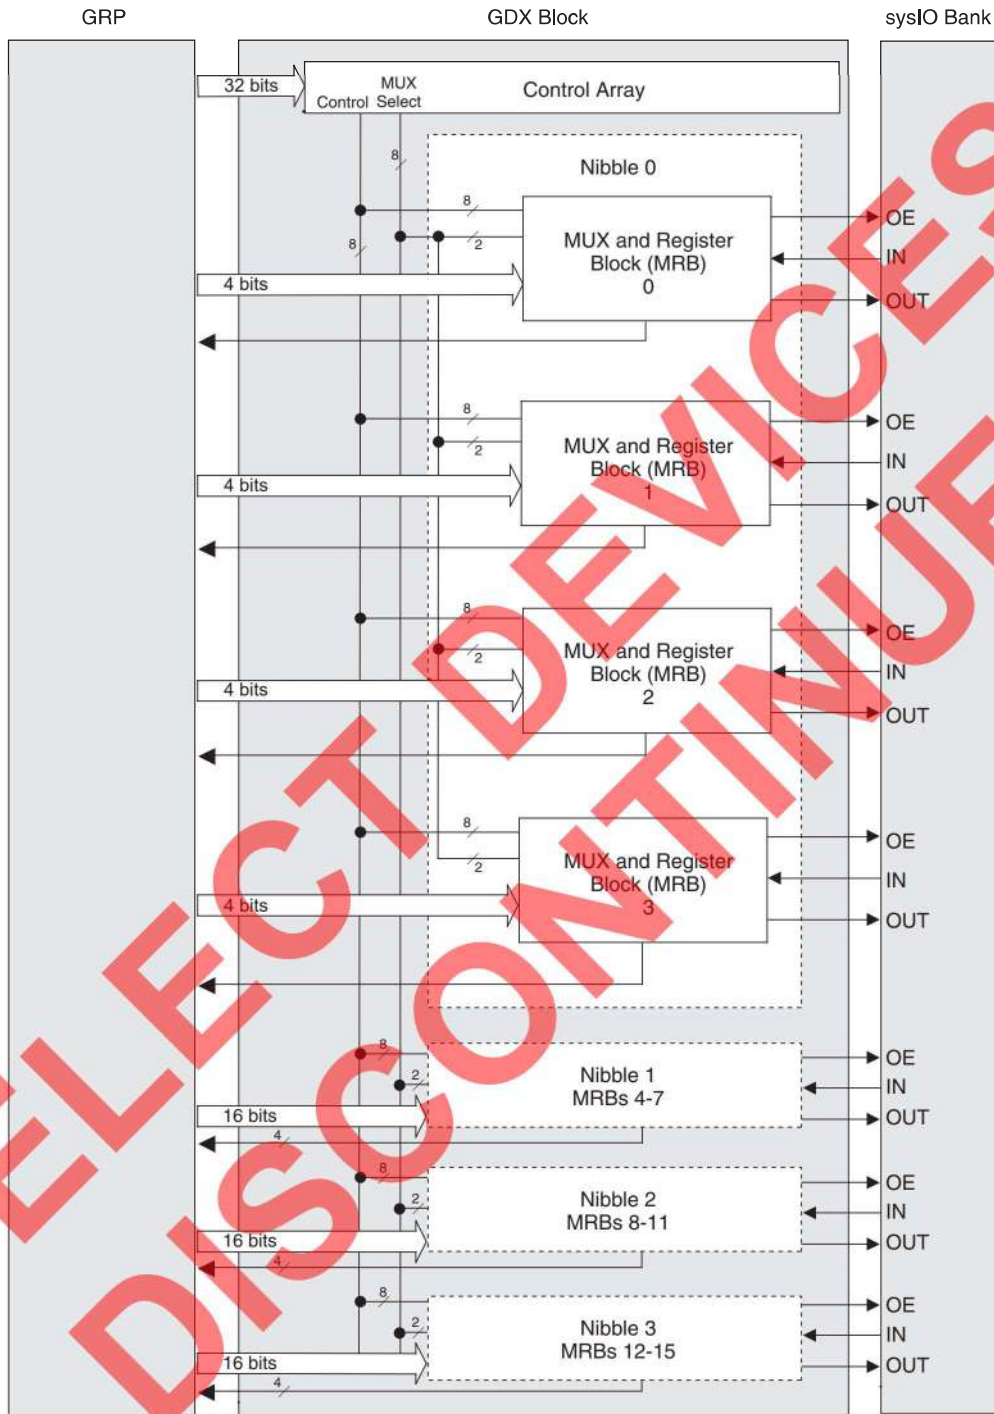 GRP
GDX Block
sysIO Bank
32 bits
Control
MUX
Select
Control Array
8
Nibble 0
8
8
2
MUX and Register
Block (MRB)
0
4 bits
OE
IN
OUT
8
2
MUX and Register
Block (MRB)
1
4 bits
OE
IN
OUT
8
2
MUX and Register
Block (MRB)
2
4 bits
OE
IN
OUT
8
2
MUX and Register
Block (MRB)
3
4 bits
OE
IN
OUT
8
2
Nibble 1
MRBs 4-7
16 bits
4
OE
IN
OUT
8
2
Nibble 2
MRBs 8-11
16 bits
4
OE
IN
OUT
8
2
Nibble 3
MRBs 12-15
16 bits
4
OE
IN
OUT
ELECT DEVICES
DISCONTINUE